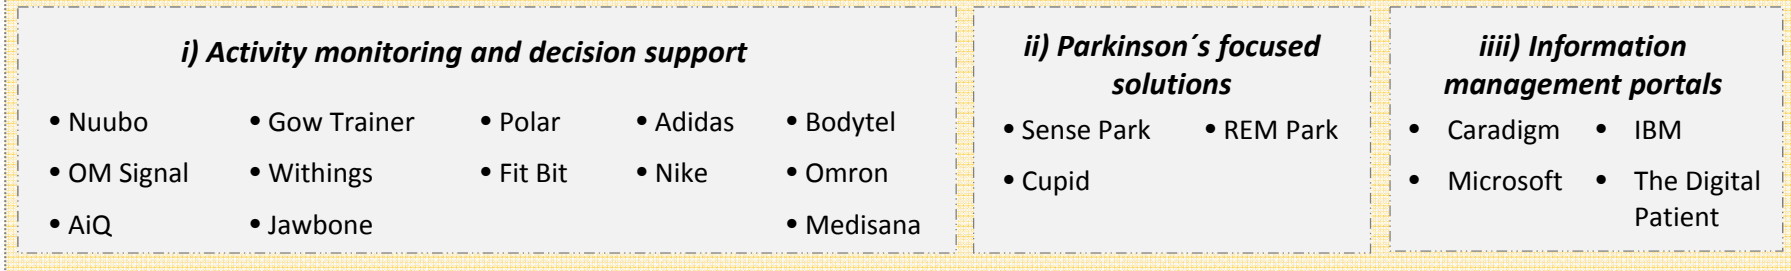 i) Activity monitoring and decision support
• Nuubo • Gow Trainer • Polar • Adidas • Bodytel
• OM Signal • Withings • Fit Bit • Nike • Omron
• AiQ • Jawbone • Medisana
ii) Parkinson´s focused
solutions
• Sense Park • REM Park
• Cupid
iiii) Information
management portals
• Caradigm • IBM
• Microsoft • The Digital
Patient